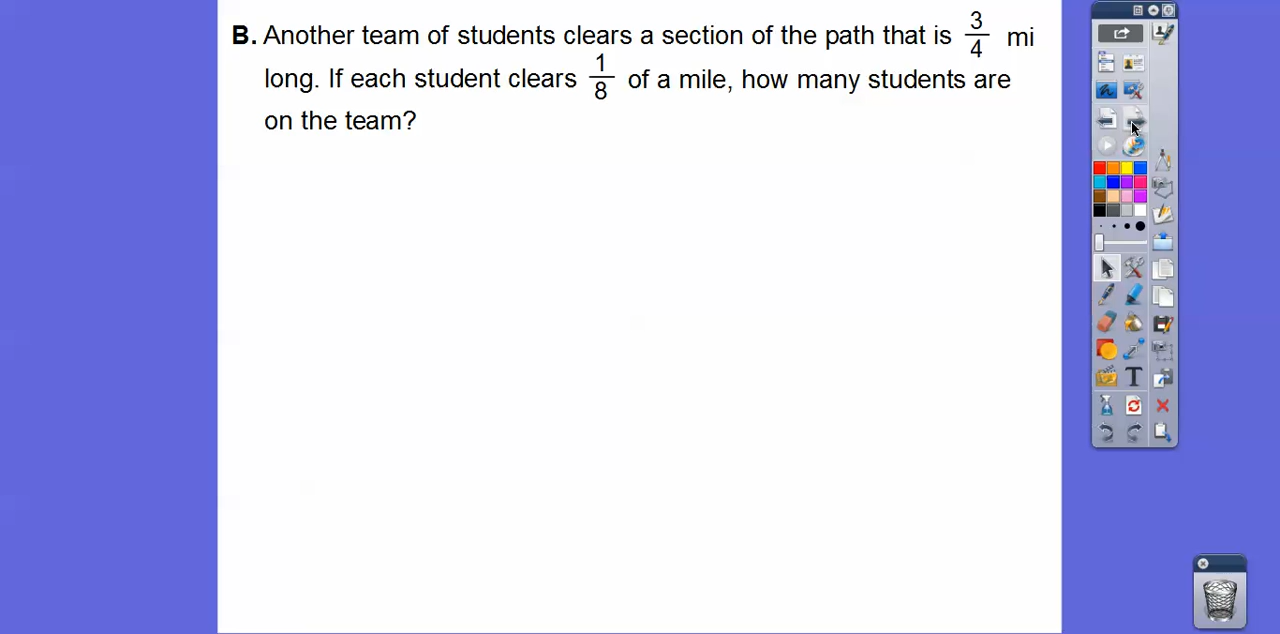 B. Another team of students clears a section of the path that is 3/4 mi
long. If each student clears 1/8 of a mile, how many students are
on the team?
T